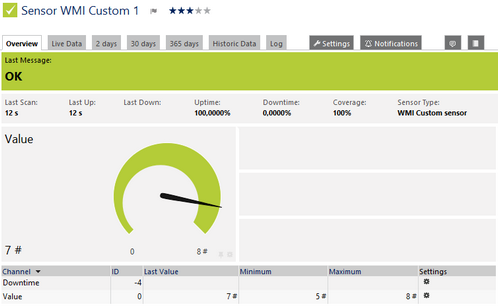 Sensor WMI Custom 1
Overview Live Data 2 days 30 days 365 days Historic Data Log Settings Notifications
Last Message:
OK
Last Scan: Last Up: Last Down: Uptime: Downtime: Coverage: Sensor Type:
12 s 12 s 100,0000% 0,0000% 100% WMI Custom sensor
Value
7 # 0 8 #
Channel ID Last Value Minimum Maximum Settings
Downtime -4
Value 0 7 # 5 # 8 #